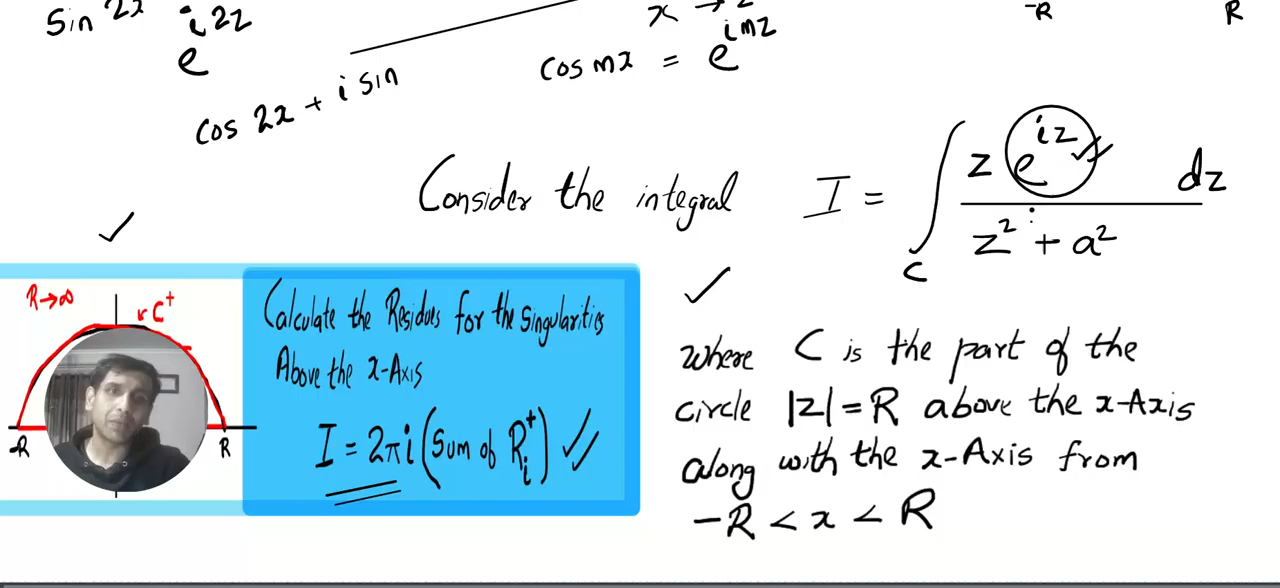 sin 2x e^{i2z}
x →
-R R
cos mx = e^{imz}
cos 2x + i sin
Consider the integral I = ∫_C z e^{iz} / z² + a² dz
R→∞ C⁺
-R R
Calculate the Residues for the Singularities
Above the x-Axis
I = 2πi (Sum of R_i^+)
where C is the part of the
circle |z| = R above the x-Axis
along with the x-Axis from
-R < x < R